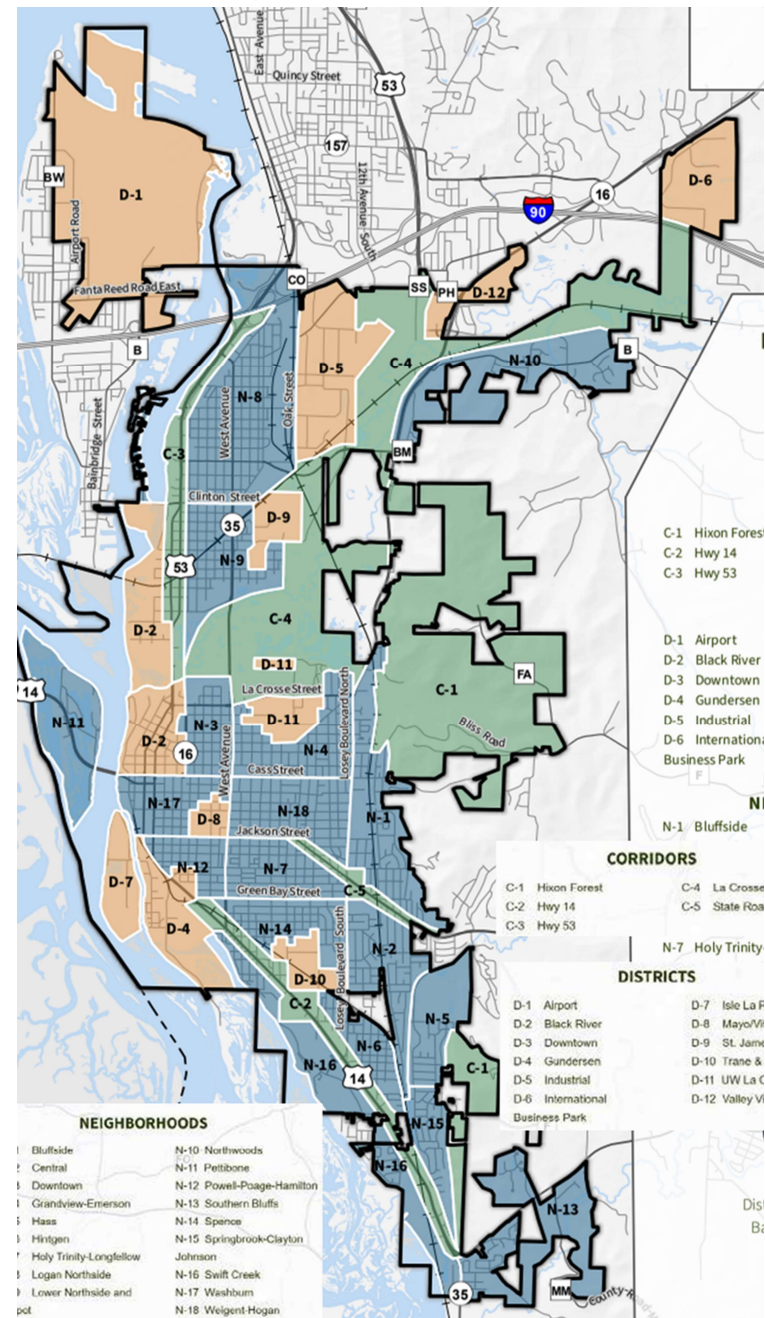 East Avenue
Quincy Street
53
157
12th Avenue South
BW
D-1
Airport Road
90
16
D-6
Fanta Reed Road East
CO
SS
PH
D-12
B
D-5
C-4
N-10
B
N-8
West Avenue
Oak Street
Bainbridge Street
C-3
BM
Clinton Street
35
D-9
N-9
53
C-4
D-2
D-11
La Crosse Street
Losey Boulevard North
C-1
FA
Bliss Road
14
N-11
N-3
D-11
D-2
16
West Avenue
N-4
Cass Street
N-17
N-18
D-8
N-1
Jackson Street
N-12
N-7
D-7
C-5
Green Bay Street
D-4
N-14
Losey Boulevard South
N-2
D-10
C-2
N-5
N-6
N-16
14
C-1
N-15
N-16
N-13
35
MM
County-Road-M
C-1 Hixon Forest
C-2 Hwy 14
C-3 Hwy 53
D-1 Airport
D-2 Black River
D-3 Downtown
D-4 Gundersen
D-5 Industrial
D-6 Internationa
Business Park
F
NE
N-1 Bluffside
N-7 Holy Trinity-
CORRIDORS
C-1 Hixon Forest
C-2 Hwy 14
C-3 Hwy 53
C-4 La Crosse
C-5 State Roa
DISTRICTS
D-1 Airport
D-2 Black River
D-3 Downtown
D-4 Gundersen
D-5 Industrial
D-6 International
Business Park
D-7 Isle La P
D-8 Mayo/Vi
D-9 St. Jame
D-10 Trane &
D-11 UW La C
D-12 Valley Vi
NEIGHBORHOODS
Bluffside
Central
Downtown
Grandview-Emerson
Hass
Hintgen
7 Holy Trinity-Longfellow
Logan Northside
Lower Northside and
pot
N-10 Northwoods
N-11 Pettibone
N-12 Powell-Poage-Hamilton
N-13 Southern Bluffs
N-14 Spence
N-15 Springbrook-Clayton
Johnson
N-16 Swift Creek
N-17 Washburn
N-18 Weigent-Hogan
Dist
Ba